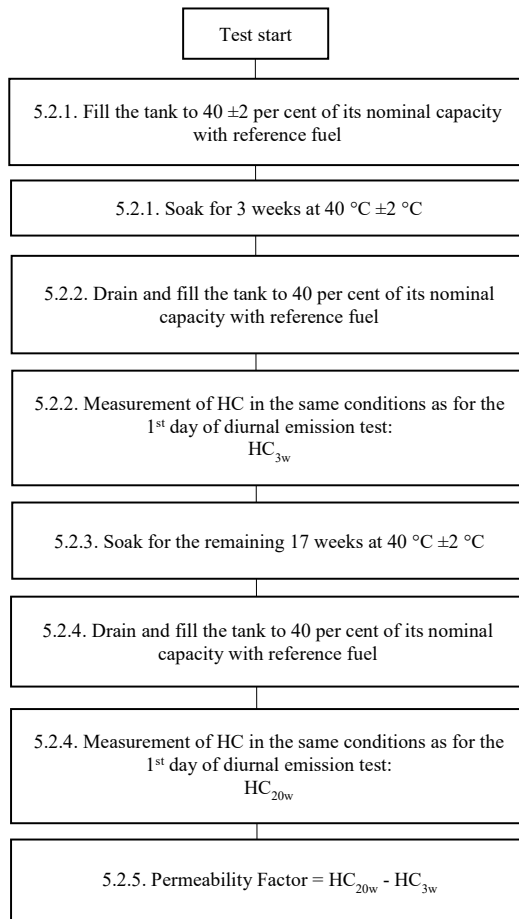 Test start
5.2.1. Fill the tank to 40 ±2 per cent of its nominal capacity
with reference fuel
5.2.1. Soak for 3 weeks at 40 °C ±2 °C
5.2.2. Drain and fill the tank to 40 per cent of its nominal
capacity with reference fuel
5.2.2. Measurement of HC in the same conditions as for the
1st day of diurnal emission test:
HC3w
5.2.3. Soak for the remaining 17 weeks at 40 °C ±2 °C
5.2.4. Drain and fill the tank to 40 per cent of its nominal
capacity with reference fuel
5.2.4. Measurement of HC in the same conditions as for the
1st day of diurnal emission test:
HC20w
5.2.5. Permeability Factor = HC20w - HC3w